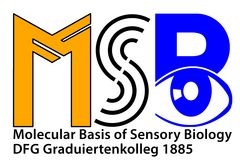 MSB
Molecular Basis of Sensory Biology
DFG Graduiertenkolleg 1885